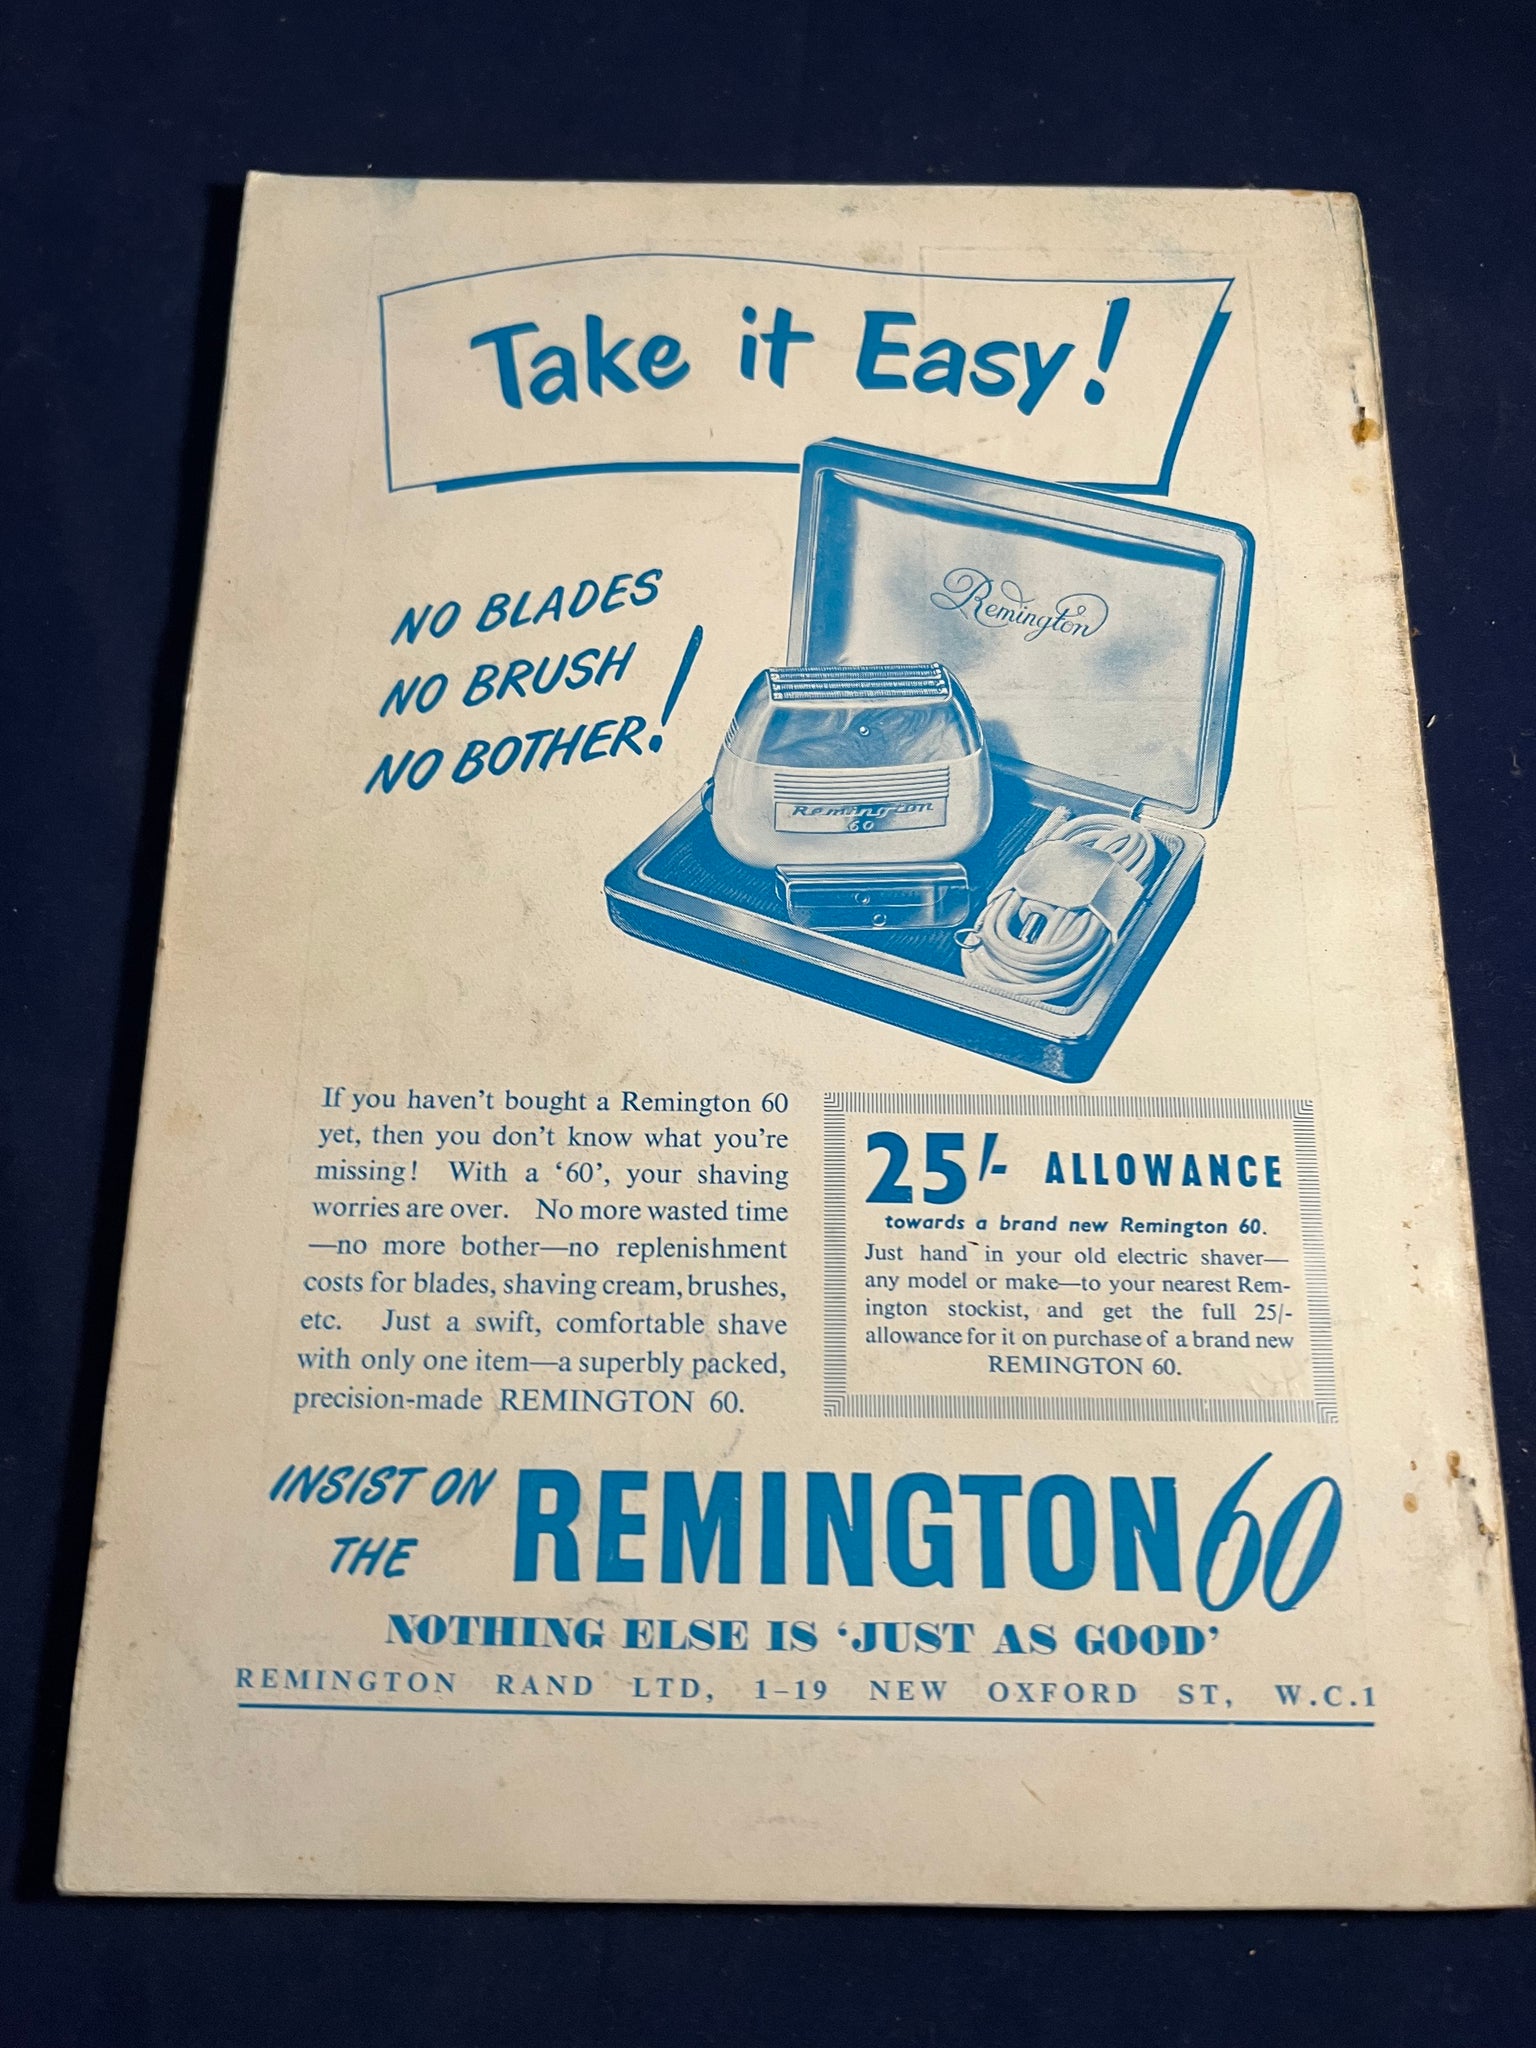 Take it Easy!
NO BLADES
NO BRUSH
NO BOTHER!
Remington
Remington
60
If you haven't bought a Remington 60
yet, then you don't know what you're
missing! With a ‘60’, your shaving
worries are over. No more wasted time
—no more bother—no replenishment
costs for blades, shaving cream, brushes,
etc. Just a swift, comfortable shave
with only one item—a superbly packed,
precision-made REMINGTON 60.
25/- ALLOWANCE
towards a brand new Remington 60.
Just hand in your old electric shaver—
any model or make—to your nearest Rem-
ington stockist, and get the full 25/-
allowance for it on purchase of a brand new
REMINGTON 60.
INSIST ON
THE
REMINGTON 60
NOTHING ELSE IS ‘JUST AS GOOD’
REMINGTON RAND LTD, 1-19 NEW OXFORD ST, W.C.1